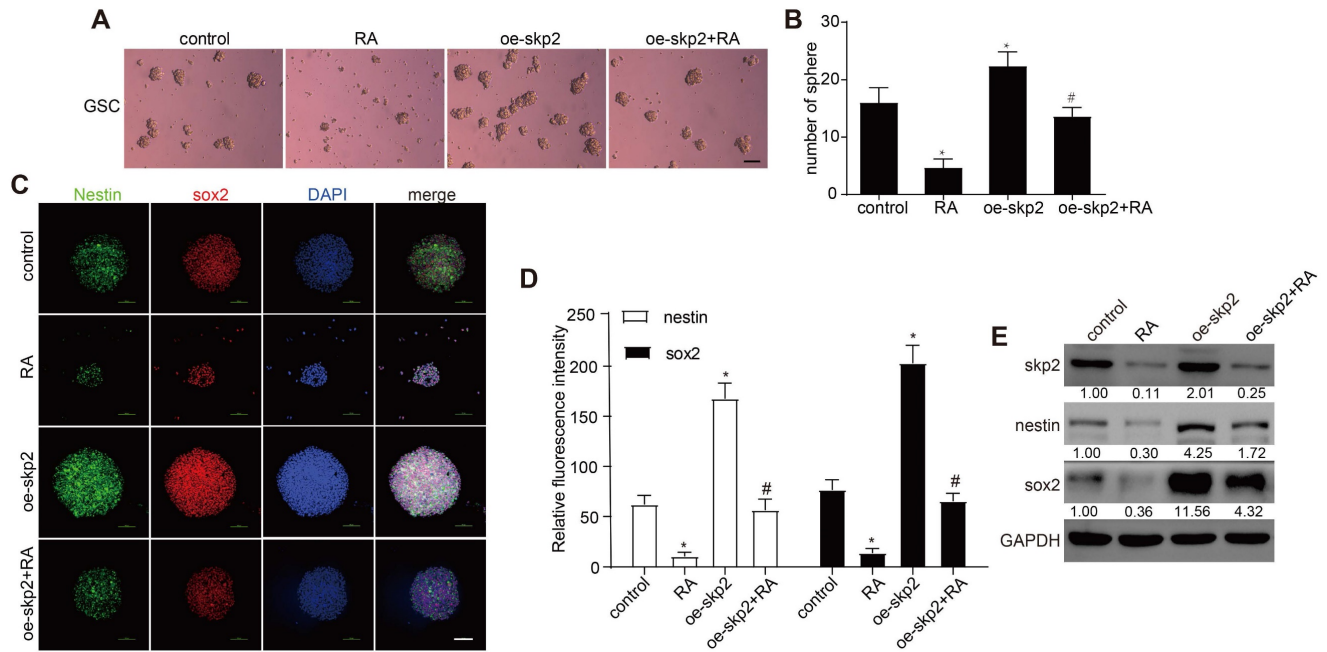 A
control RA oe-skp2 oe-skp2+RA
GSC
B
number of sphere
30
20
10
0
*
*
#
control RA oe-skp2 oe-skp2+RA
C
Nestin sox2 DAPI merge
control
RA
oe-skp2
oe-skp2+RA
D
Relative fluorescence intensity
250
200
150
100
50
0
nestin
sox2
*
*
#
*
*
#
control RA oe-skp2 oe-skp2+RA control RA oe-skp2 oe-skp2+RA
E
control RA oe-skp2 oe-skp2+RA
skp2
1.00 0.11 2.01 0.25
nestin
1.00 0.30 4.25 1.72
sox2
1.00 0.36 11.56 4.32
GAPDH